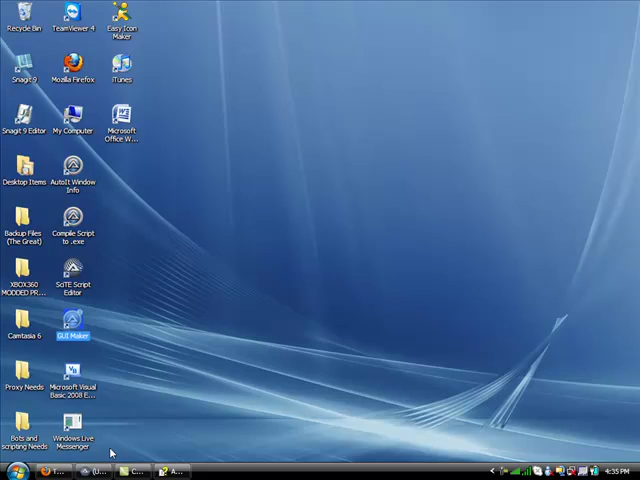 Recycle Bin
TeamViewer 4
Easy Icon
Maker
Snagit 9
Mozilla Firefox
iTunes
Snagit 9 Editor
My Computer
Microsoft
Office W...
Desktop Items
AutoIt Window
Info
Backup Files
(The Great)
Compile Script
to .exe
XBOX360
MODDED PR...
SciTE Script
Editor
Camtasia 6
GUI Maker
Proxy Needs
Microsoft Visual
Basic 2008 E...
Bots and
scripting Needs
Windows Live
Messenger
T...
(U...
C...
A...
4:35 PM